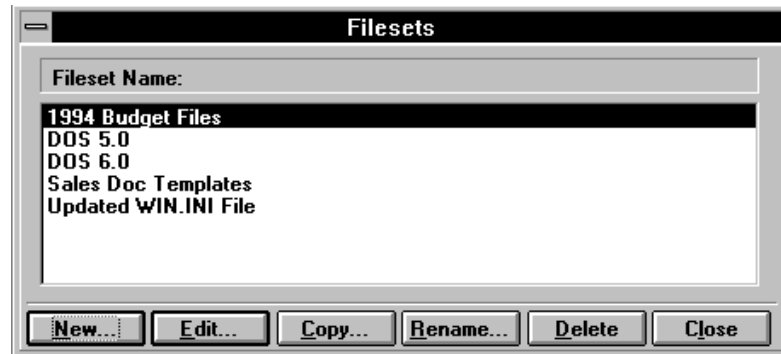 Filesets
Fileset Name:
1994 Budget Files
DOS 5.0
DOS 6.0
Sales Doc Templates
Updated WIN.INI File
New... Edit... Copy... Rename... Delete Close